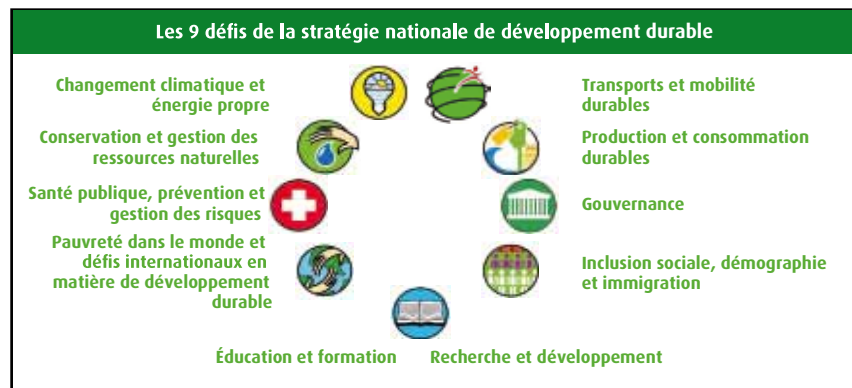 Les 9 défis de la stratégie nationale de développement durable
Changement climatique et
énergie propre
Conservation et gestion des
ressources naturelles
Santé publique, prévention et
gestion des risques
Pauvreté dans le monde et
défis internationaux en
matière de développement
durable
Transports et mobilité
durables
Production et consommation
durables
Gouvernance
Inclusion sociale, démographie
et immigration
Éducation et formation
Recherche et développement